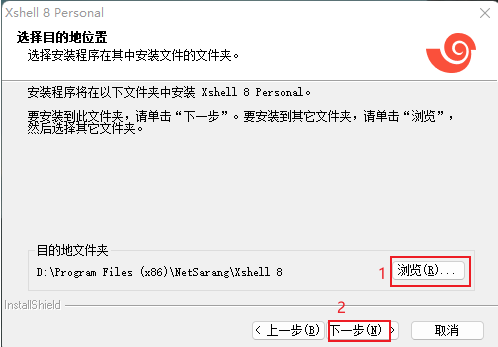 Xshell 8 Personal
选择目的地位置
选择安装程序在其中安装文件的文件夹。
安装程序将在以下文件夹中安装 Xshell 8 Personal。
要安装到此文件夹，请单击“下一步”。要安装到其它文件夹，请单击“浏览”，
然后选择其它文件夹。
目的地文件夹
D:\Program Files (x86)\NetSarang\Xshell 8
1
浏览(R)...
InstallShield
2
< 上一步(B)
下一步(N) >
取消